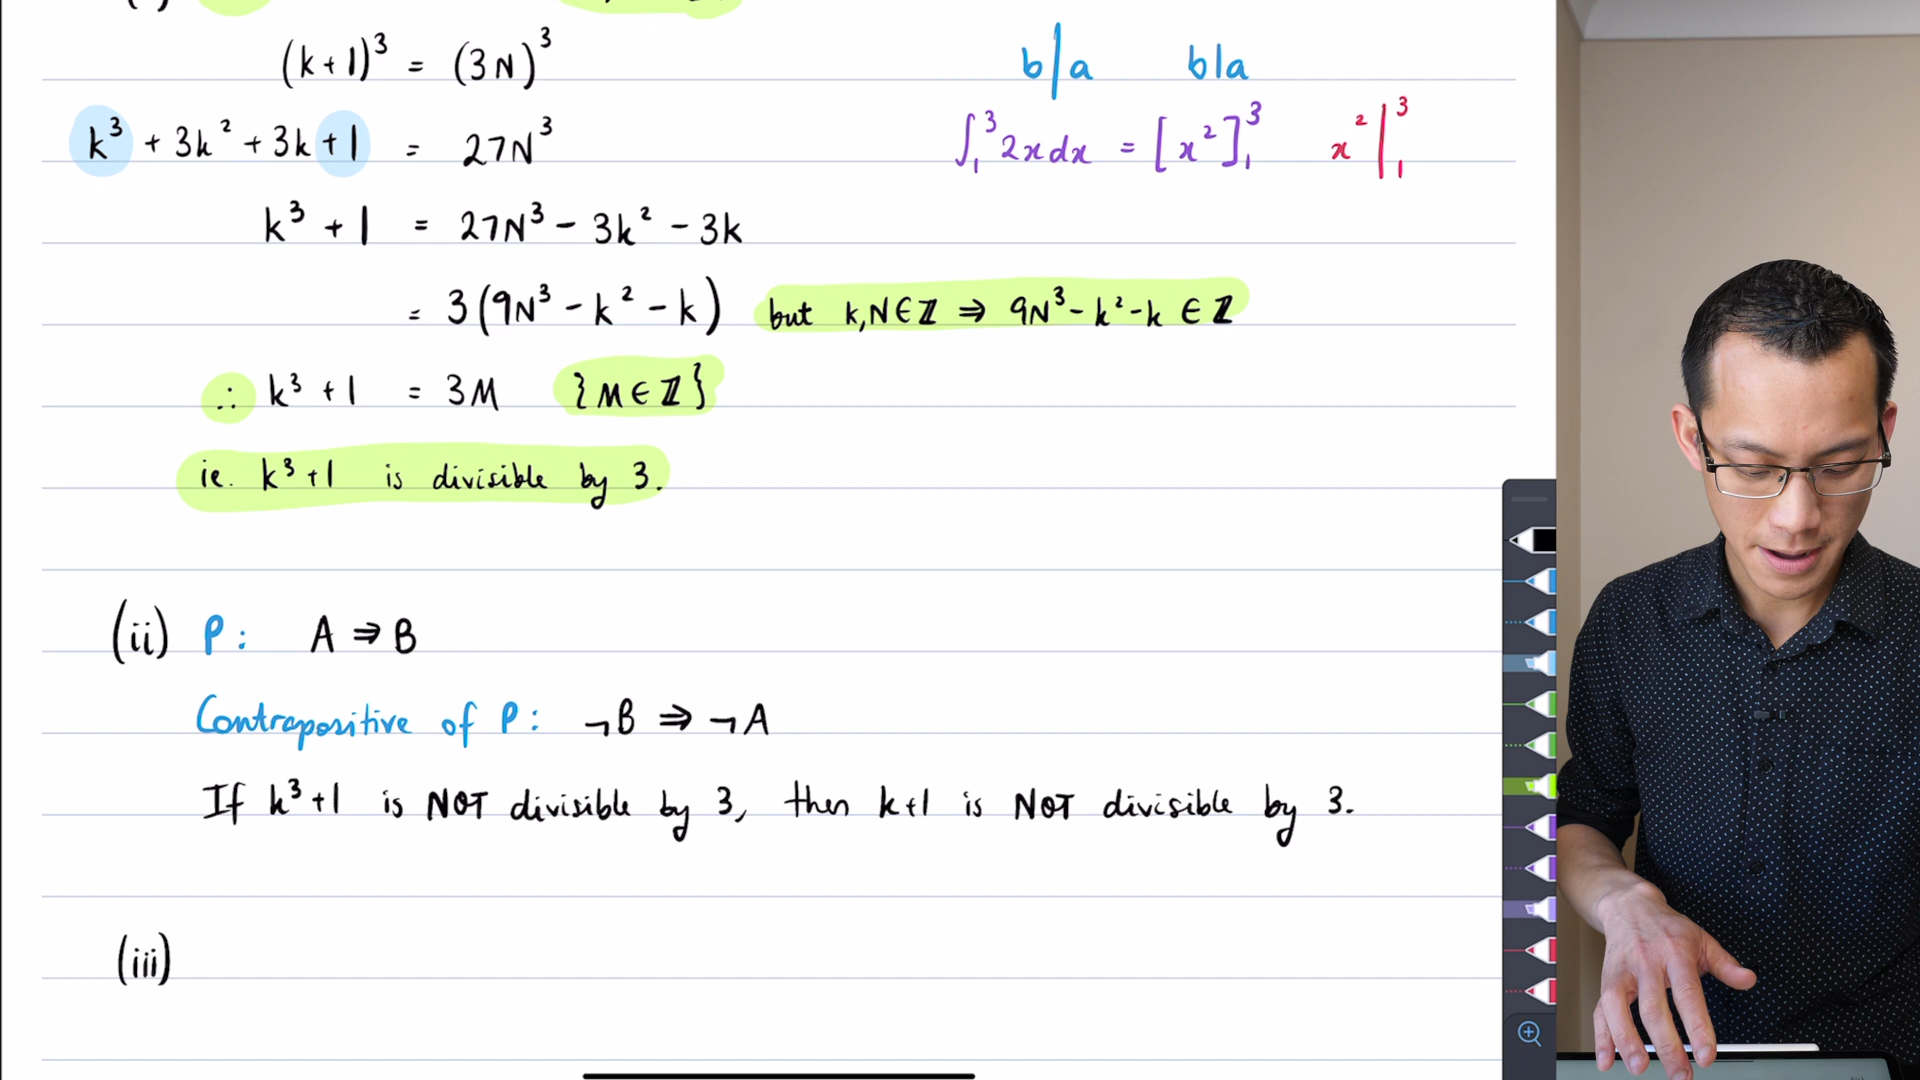 (k+1)³ = (3N)³
b|a b|a
k³ + 3k² + 3k + 1 = 27N³
∫₁³ 2x dx = [x²]₁³ x²|₁³
k³ + 1 = 27N³ - 3k² - 3k
= 3(9N³ - k² - k) but k, N ∈ ℤ ⇒ 9N³ - k² - k ∈ ℤ
∴ k³ + 1 = 3M {M ∈ ℤ}
ie. k³+1 is divisible by 3.
(ii) P: A ⇒ B
Contrapositive of P: ¬B ⇒ ¬A
If k³+1 is NOT divisible by 3, then k+1 is NOT divisible by 3.
(iii)